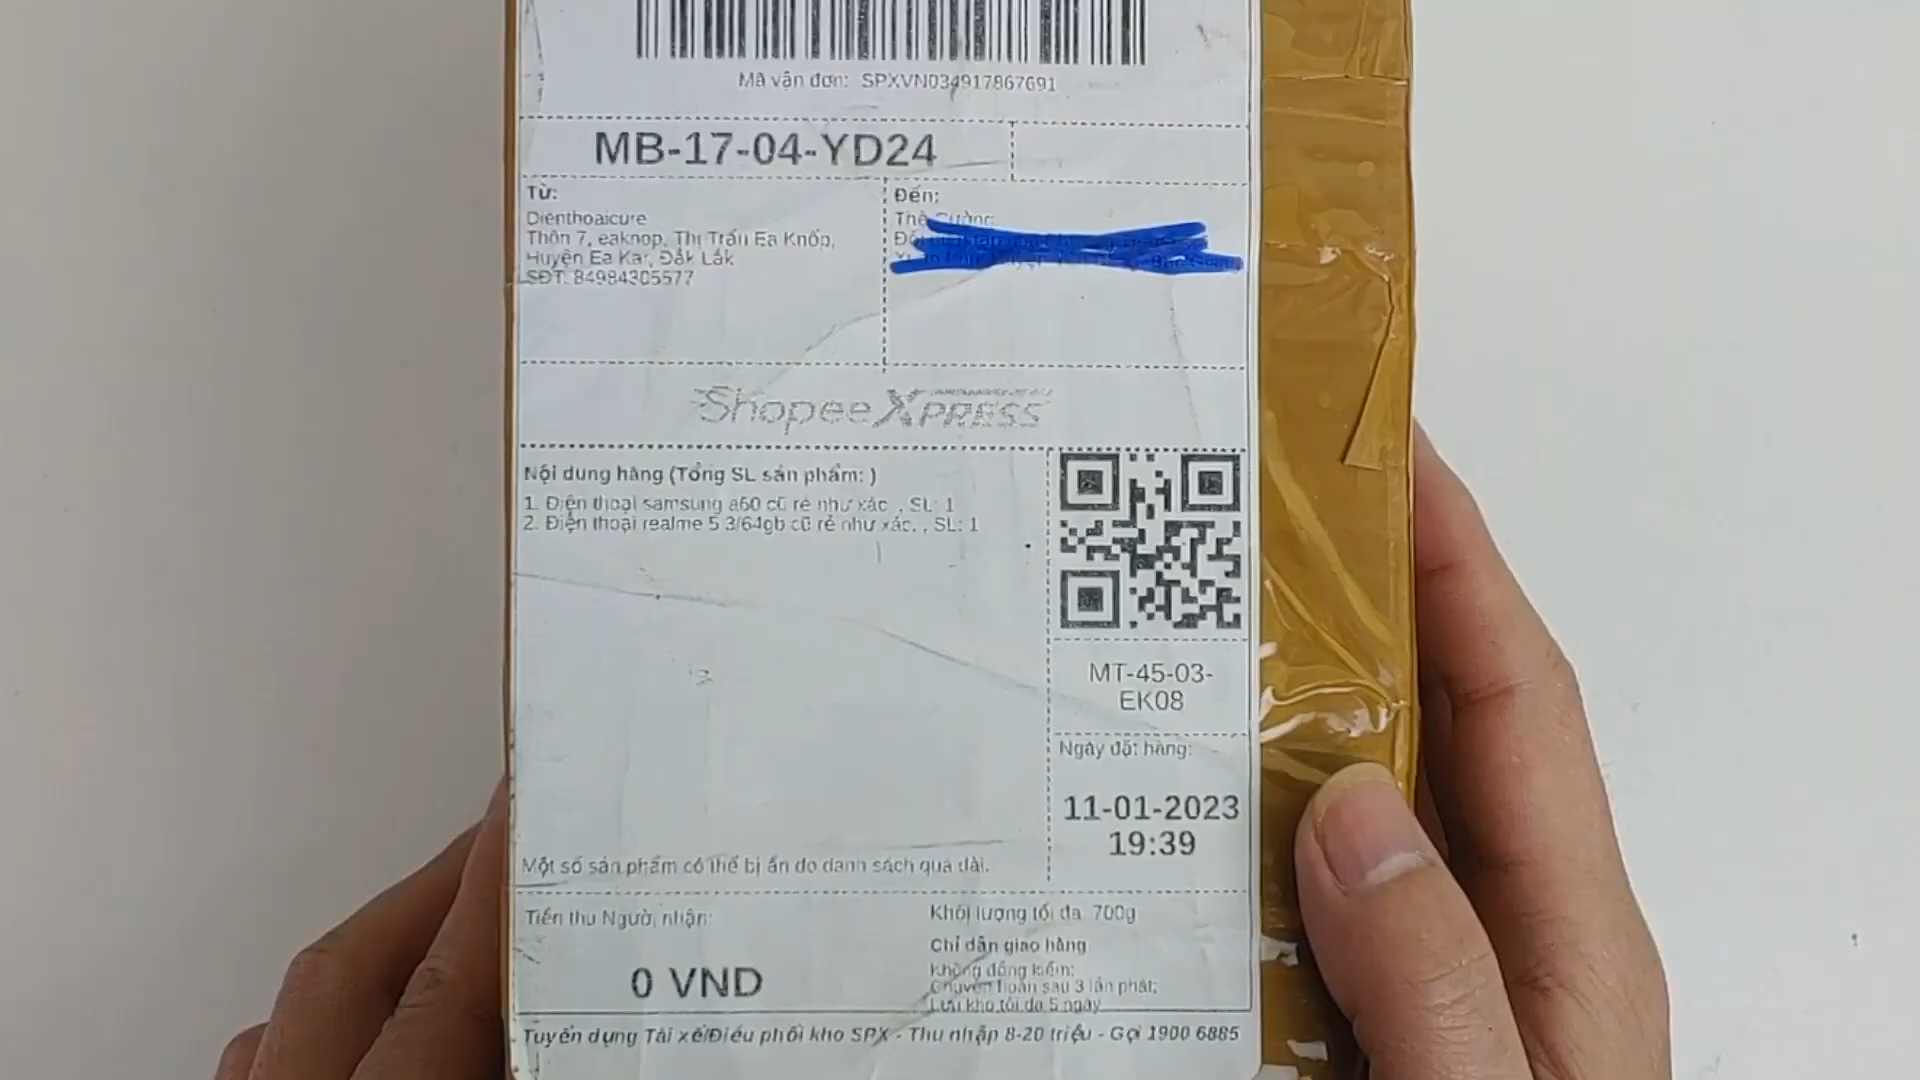 Mã vận đơn: SPXVN034917867691
MB-17-04-YD24
Từ:
Dienthoaicure
Thôn 7, eaknop, Thị Trấn Ea Knốp,
Huyện Ea Kar, Đắk Lắk
SĐT: 84984305577
Đến:
Shopee XPRESS
Nội dung hàng (Tổng SL sản phẩm: )
1. Điện thoại samsung a60 cũ rẻ như xác , SL: 1
2. Điện thoại realme 5 3/64gb cũ rẻ như xác, , SL: 1
MT-45-03-
EK08
Ngày đặt hàng:
11-01-2023
19:39
Một số sản phẩm có thể bị ẩn do danh sách quá dài.
Tiền thu Người nhận:
0 VND
Khối lượng tối đa: 700g
Chỉ dẫn giao hàng
Không đồng kiểm;
Chuyển hoàn sau 3 lần phát;
Lưu kho tối đa 5 ngày
Tuyển dụng Tài xế/Điều phối kho SPX - Thu nhập 8-20 triệu - Gọi 1900 6885